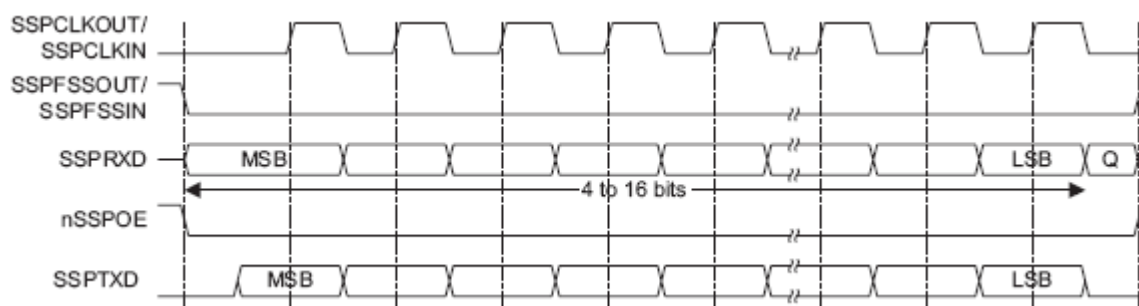 SSPCLKOUT/
SSPCLKIN
SSPFSSOUT/
SSPFSSIN
SSPRXD MSB LSB Q
4 to 16 bits
nSSPOE
SSPTXD MSB LSB